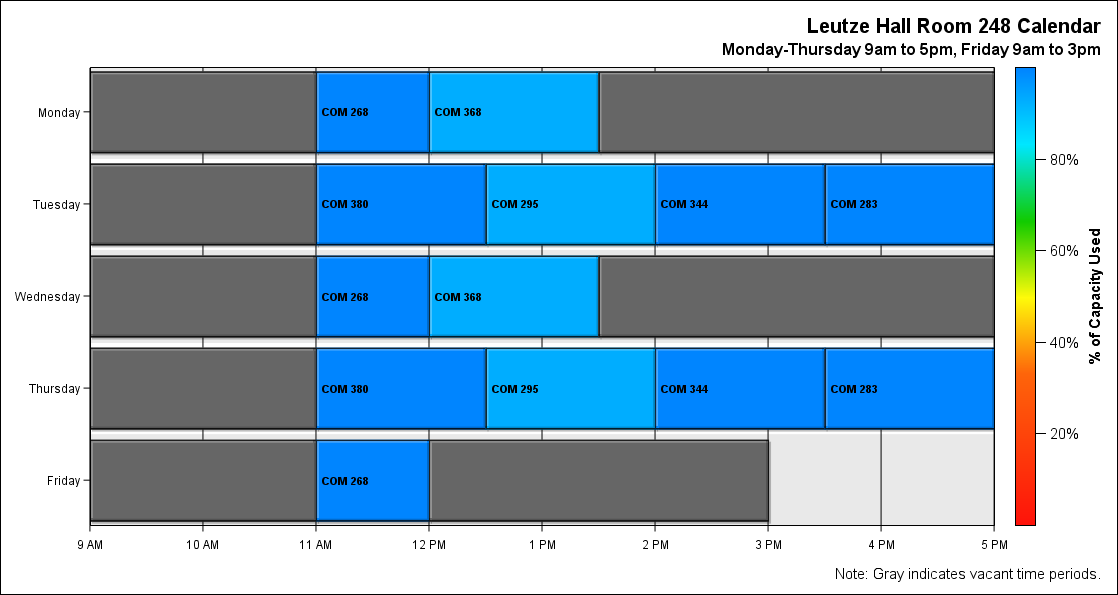 Leutze Hall Room 248 Calendar
Monday-Thursday 9am to 5pm, Friday 9am to 3pm
Monday
COM 268
COM 368
Tuesday
COM 380
COM 295
COM 344
COM 283
Wednesday
COM 268
COM 368
Thursday
COM 380
COM 295
COM 344
COM 283
Friday
COM 268
9 AM
10 AM
11 AM
12 PM
1 PM
2 PM
3 PM
4 PM
5 PM
80%
60%
40%
20%
% of Capacity Used
Note: Gray indicates vacant time periods.